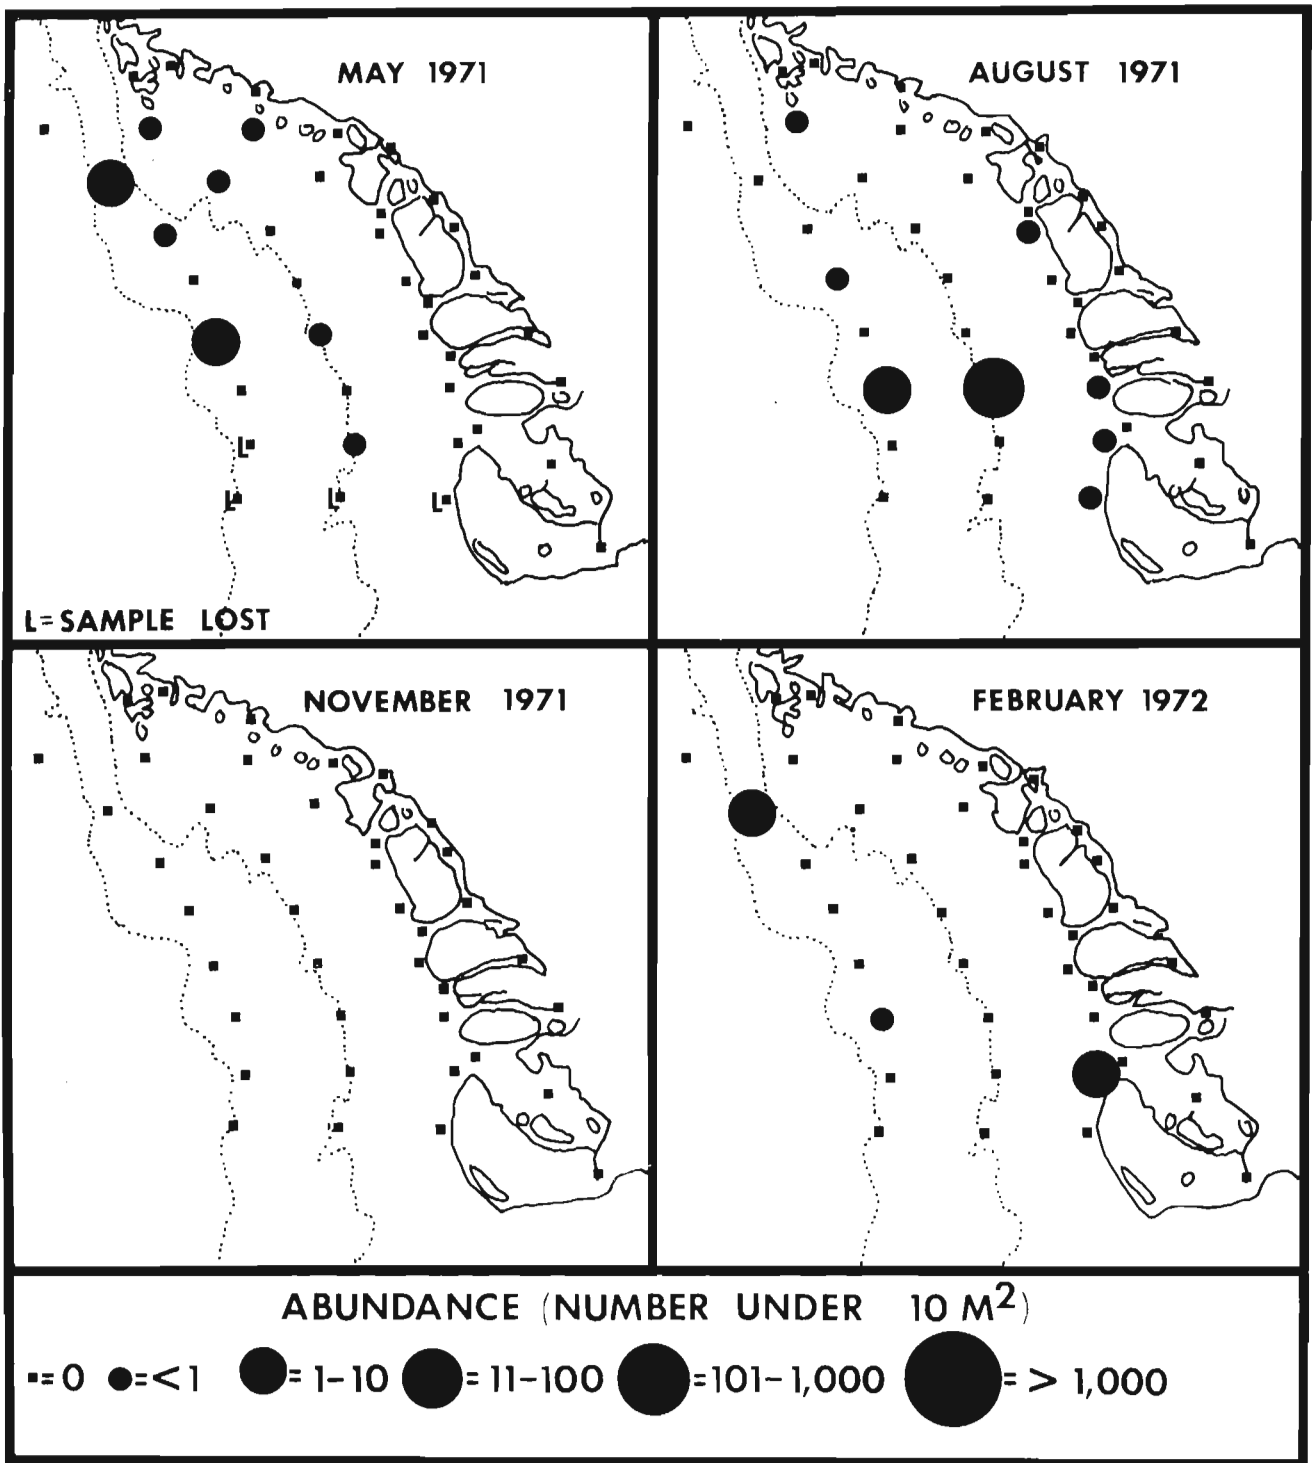 MAY 1971
AUGUST 1971
L
L
L
L
L=SAMPLE LOST
NOVEMBER 1971
FEBRUARY 1972
ABUNDANCE (NUMBER UNDER 10 M²)
=0 =<1 =1-10 =11-100 =101-1,000 => 1,000